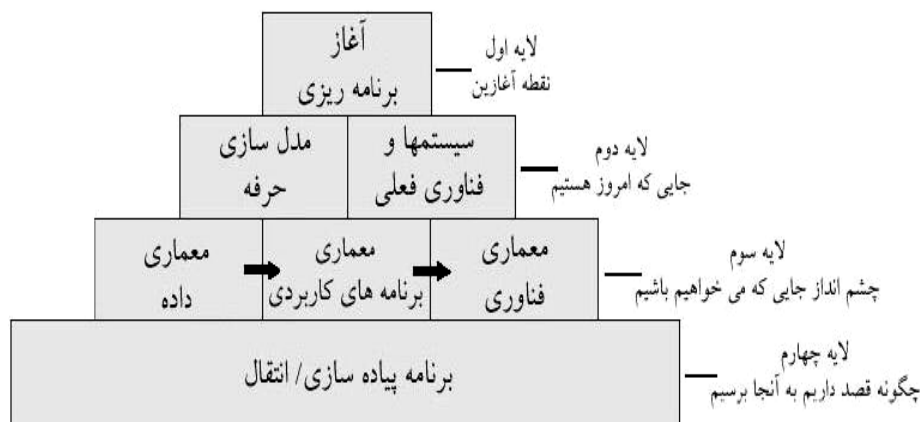 آغاز
برنامه ریزی
لایه اول
نقطه آغازین
سیستمها و
فناوری فعلی
مدل سازی
حرفه
لایه دوم
جایی که امروز هستیم
معماری
داده
معماری
برنامه های کاربردی
معماری
فناوری
لایه سوم
چشم انداز جایی که می خواهیم باشیم
برنامه پیاده سازی/ انتقال
لایه چهارم
چگونه قصد داریم به آنجا برسیم